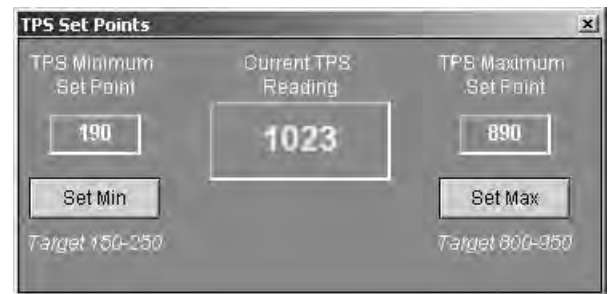 TPS Set Points
TPS Minimum
Set Point
190
Set Min
Target 150-250
Current TPS
Reading
1023
TPS Maximum
Set Point
890
Set Max
Target 800-950